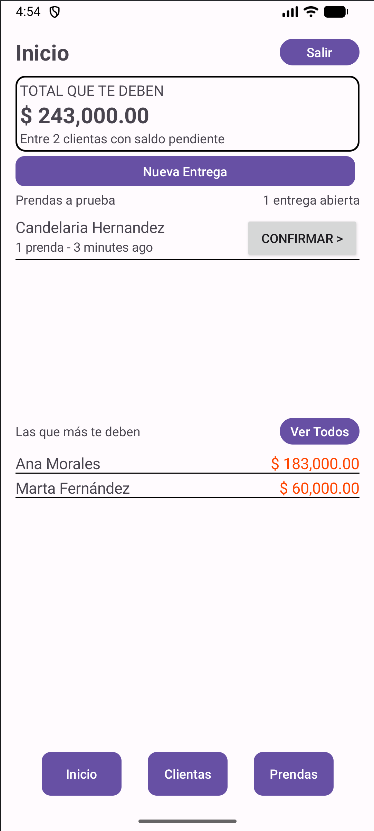 4:54
Inicio
Salir
TOTAL QUE TE DEBEN
$ 243,000.00
Entre 2 clientas con saldo pendiente
Nueva Entrega
Prendas a prueba
1 entrega abierta
Candelaria Hernandez
1 prenda - 3 minutes ago
CONFIRMAR >
Las que más te deben
Ver Todos
Ana Morales
$ 183,000.00
Marta Fernández
$ 60,000.00
Inicio
Clientas
Prendas